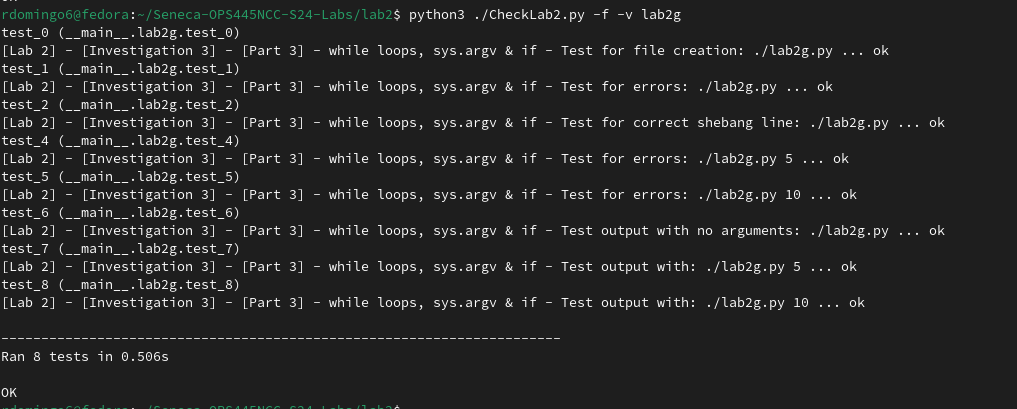 rdomingo6@fedora:~/Seneca-OPS445NCC-S24-Labs/lab2$ python3 ./CheckLab2.py -f -v lab2g
test_0 (__main__.lab2g.test_0)
[Lab 2] - [Investigation 3] - [Part 3] - while loops, sys.argv & if - Test for file creation: ./lab2g.py ... ok
test_1 (__main__.lab2g.test_1)
[Lab 2] - [Investigation 3] - [Part 3] - while loops, sys.argv & if - Test for errors: ./lab2g.py ... ok
test_2 (__main__.lab2g.test_2)
[Lab 2] - [Investigation 3] - [Part 3] - while loops, sys.argv & if - Test for correct shebang line: ./lab2g.py ... ok
test_4 (__main__.lab2g.test_4)
[Lab 2] - [Investigation 3] - [Part 3] - while loops, sys.argv & if - Test for errors: ./lab2g.py 5 ... ok
test_5 (__main__.lab2g.test_5)
[Lab 2] - [Investigation 3] - [Part 3] - while loops, sys.argv & if - Test for errors: ./lab2g.py 10 ... ok
test_6 (__main__.lab2g.test_6)
[Lab 2] - [Investigation 3] - [Part 3] - while loops, sys.argv & if - Test output with no arguments: ./lab2g.py ... ok
test_7 (__main__.lab2g.test_7)
[Lab 2] - [Investigation 3] - [Part 3] - while loops, sys.argv & if - Test output with: ./lab2g.py 5 ... ok
test_8 (__main__.lab2g.test_8)
[Lab 2] - [Investigation 3] - [Part 3] - while loops, sys.argv & if - Test output with: ./lab2g.py 10 ... ok
----------------------------------------------------------------------
Ran 8 tests in 0.506s
OK
rdomingo6@fedora:~/Seneca-OPS445NCC-S24-Labs/lab2$